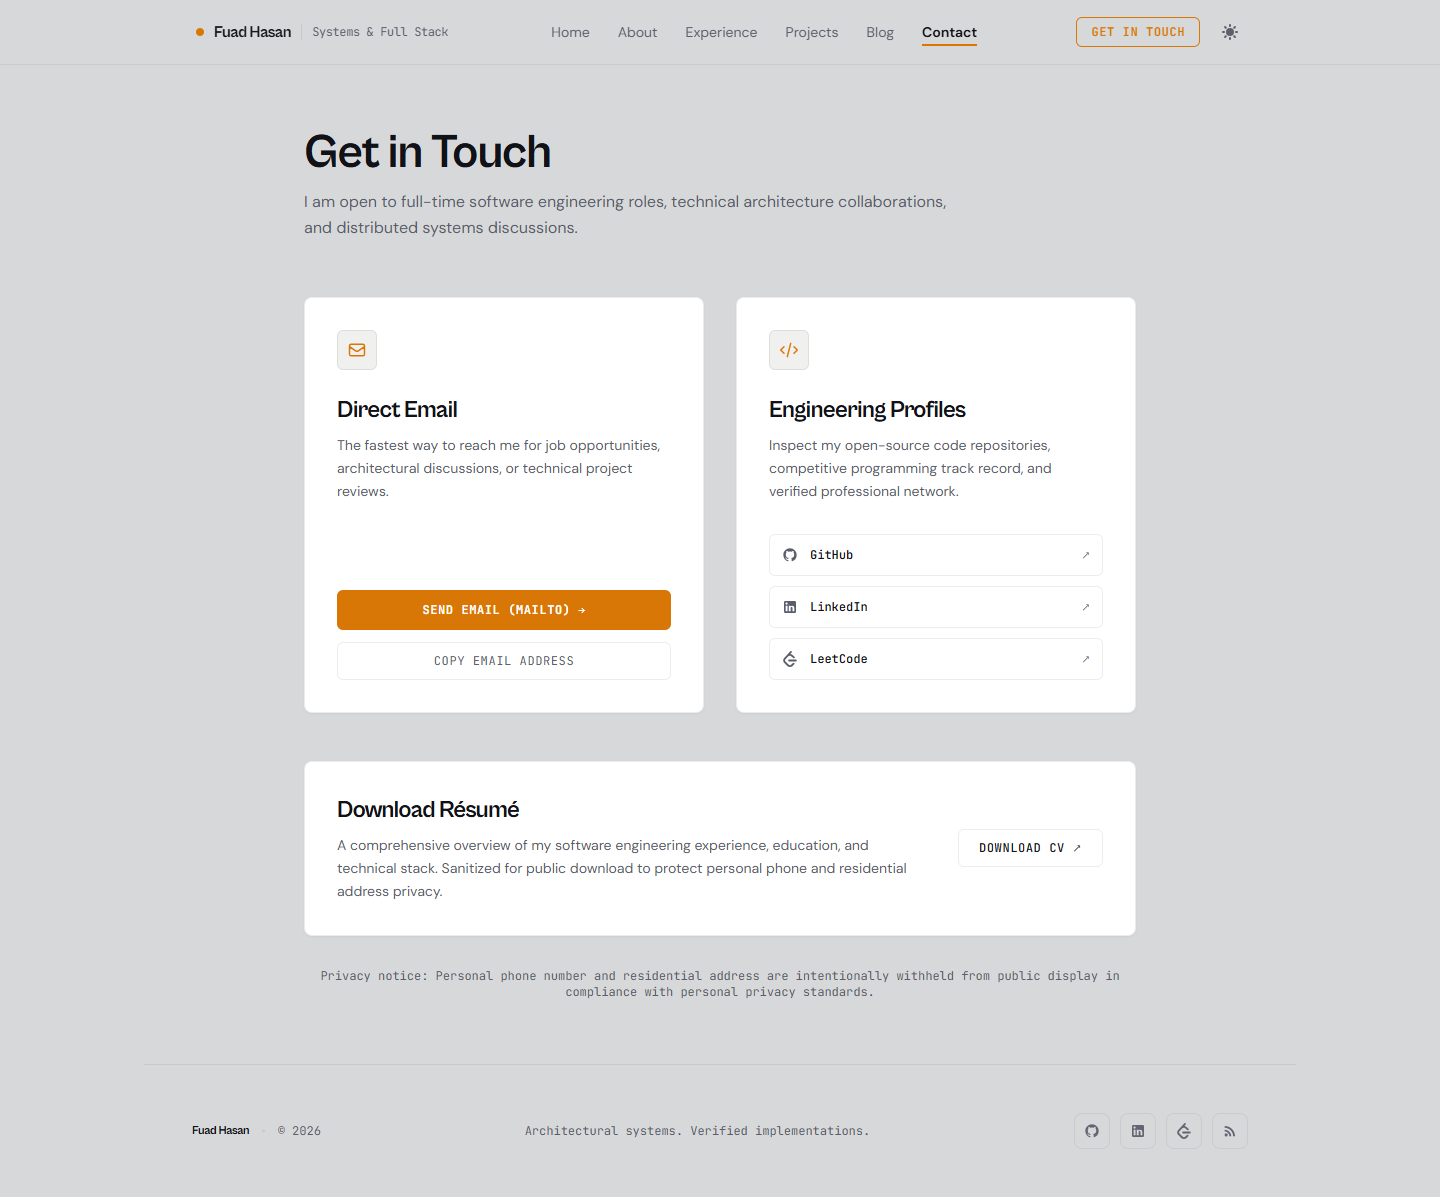 Fuad Hasan
Systems & Full Stack
Home
About
Experience
Projects
Blog
Contact
GET IN TOUCH
Get in Touch
I am open to full-time software engineering roles, technical architecture collaborations,
and distributed systems discussions.
Direct Email
The fastest way to reach me for job opportunities,
architectural discussions, or technical project
reviews.
SEND EMAIL (MAILTO) →
COPY EMAIL ADDRESS
Engineering Profiles
Inspect my open-source code repositories,
competitive programming track record, and
verified professional network.
GitHub ↗
LinkedIn ↗
LeetCode ↗
Download Résumé
A comprehensive overview of my software engineering experience, education, and
technical stack. Sanitized for public download to protect personal phone and residential
address privacy.
DOWNLOAD CV ↗
Privacy notice: Personal phone number and residential address are intentionally withheld from public display in
compliance with personal privacy standards.
Fuad Hasan · © 2026
Architectural systems. Verified implementations.